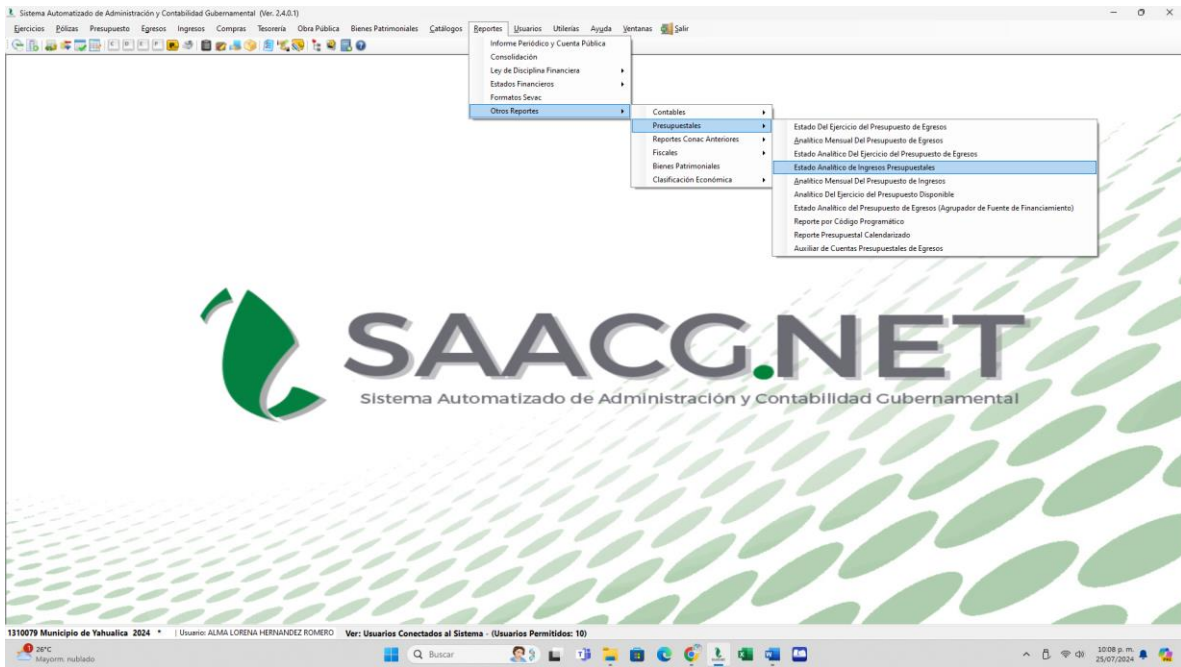 Sistema Automatizado de Administración y Contabilidad Gubernamental (Ver. 2.4.0.1)
Ejercicios Pólizas Presupuesto Egresos Ingresos Compras Tesorería Obra Pública Bienes Patrimoniales Catálogos Reportes Usuarios Utilerías Ayuda Ventanas Salir
Informe Periódico y Cuenta Pública
Consolidación
Ley de Disciplina Financiera
Estados Financieros
Formatos Sevac
Otros Reportes
Contables
Presupuestales
Reportes Conac Anteriores
Fiscales
Bienes Patrimoniales
Clasificación Económica
Estado Del Ejercicio del Presupuesto de Egresos
Analítico Mensual Del Presupuesto de Egresos
Estado Analítico Del Ejercicio del Presupuesto de Egresos
Estado Analítico de Ingresos Presupuestales
Analítico Mensual Del Presupuesto de Ingresos
Analítico Del Ejercicio del Presupuesto Disponible
Estado Analítico del Presupuesto de Egresos (Agrupador de Fuente de Financiamiento)
Reporte por Código Programático
Reporte Presupuestal Calendarizado
Auxiliar de Cuentas Presupuestales de Egresos
SAACG.NET
Sistema Automatizado de Administración y Contabilidad Gubernamental
1310079 Municipio de Yahualica 2024 * | Usuario: ALMA LORENA HERNANDEZ ROMERO Ver: Usuarios Conectados al Sistema - (Usuarios Permitidos: 10)
26°C
Mayorm. nublado
Buscar
10:08 p. m.
25/07/2024